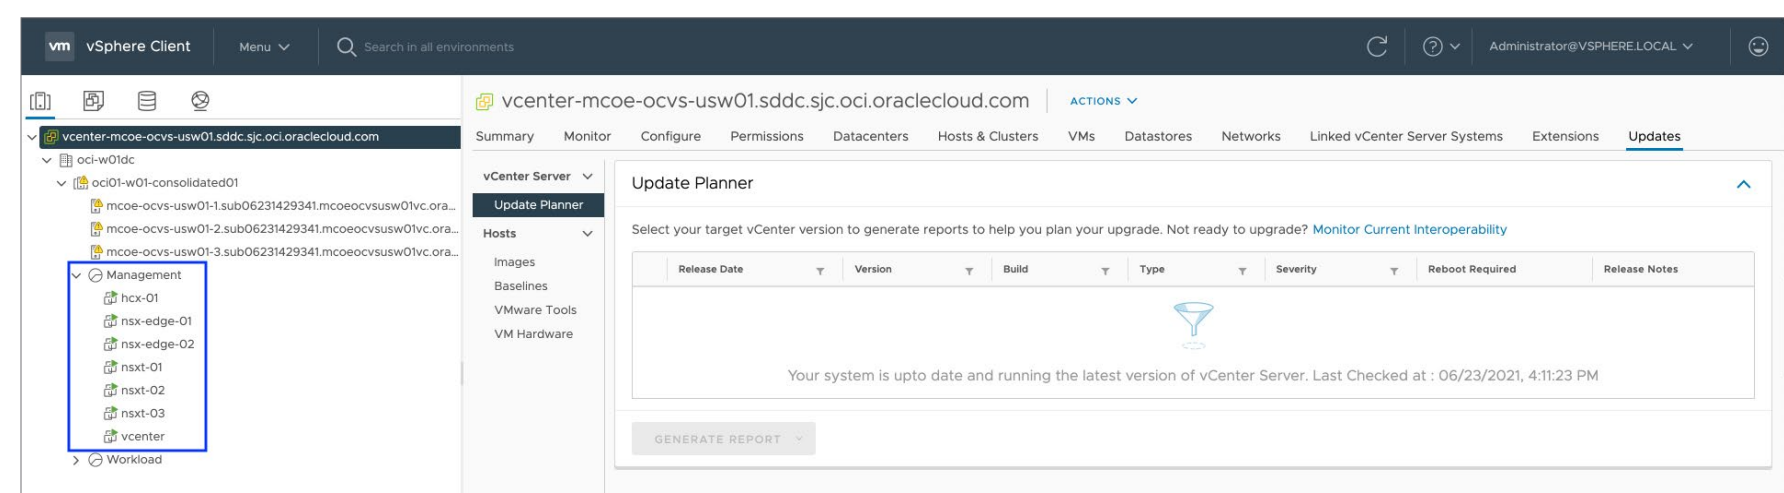 vm vSphere Client Menu Search in all environments Administrator@VSPHERE.LOCAL
vcenter-mcoe-ocvs-usw01.sddc.sjc.oci.oraclecloud.com
oci-w01dc
oci01-w01-consolidated01
mcoe-ocvs-usw01-1.sub06231429341.mcoeocvsusw01vc.ora...
mcoe-ocvs-usw01-2.sub06231429341.mcoeocvsusw01vc.ora...
mcoe-ocvs-usw01-3.sub06231429341.mcoeocvsusw01vc.ora...
Management
hcx-01
nsx-edge-01
nsx-edge-02
nsxt-01
nsxt-02
nsxt-03
vcenter
Workload
vcenter-mcoe-ocvs-usw01.sddc.sjc.oci.oraclecloud.com ACTIONS
Summary Monitor Configure Permissions Datacenters Hosts & Clusters VMs Datastores Networks Linked vCenter Server Systems Extensions Updates
vCenter Server
Update Planner
Hosts
Images
Baselines
VMware Tools
VM Hardware
Update Planner
Select your target vCenter version to generate reports to help you plan your upgrade. Not ready to upgrade? Monitor Current Interoperability
Release Date Version Build Type Severity Reboot Required Release Notes
Your system is upto date and running the latest version of vCenter Server. Last Checked at : 06/23/2021, 4:11:23 PM
GENERATE REPORT